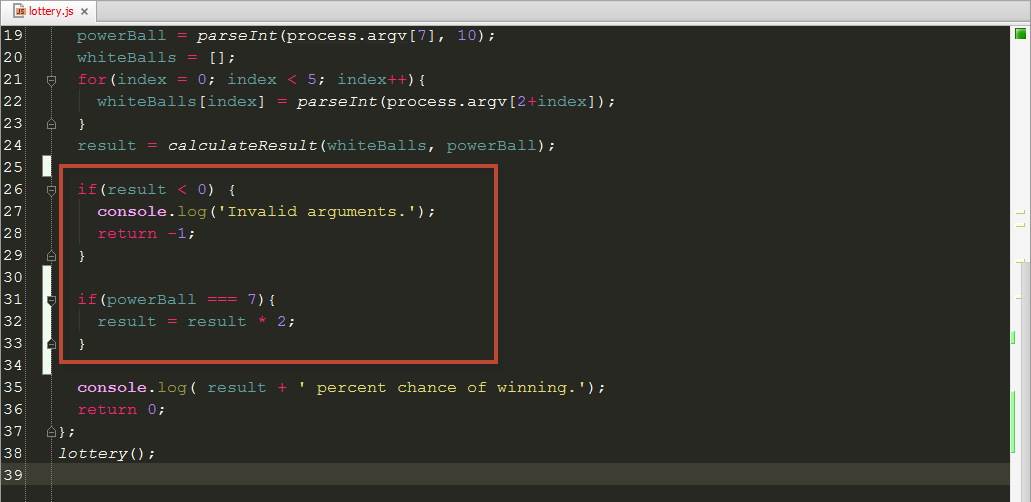 lottery.js
19 powerBall = parseInt(process.argv[7], 10);
20 whiteBalls = [];
21 for(index = 0; index < 5; index++){
22 whiteBalls[index] = parseInt(process.argv[2+index]);
23 }
24 result = calculateResult(whiteBalls, powerBall);
25
26 if(result < 0) {
27 console.log('Invalid arguments.');
28 return -1;
29 }
30
31 if(powerBall === 7){
32 result = result * 2;
33 }
34
35 console.log( result + ' percent chance of winning.');
36 return 0;
37 };
38 lottery();
39